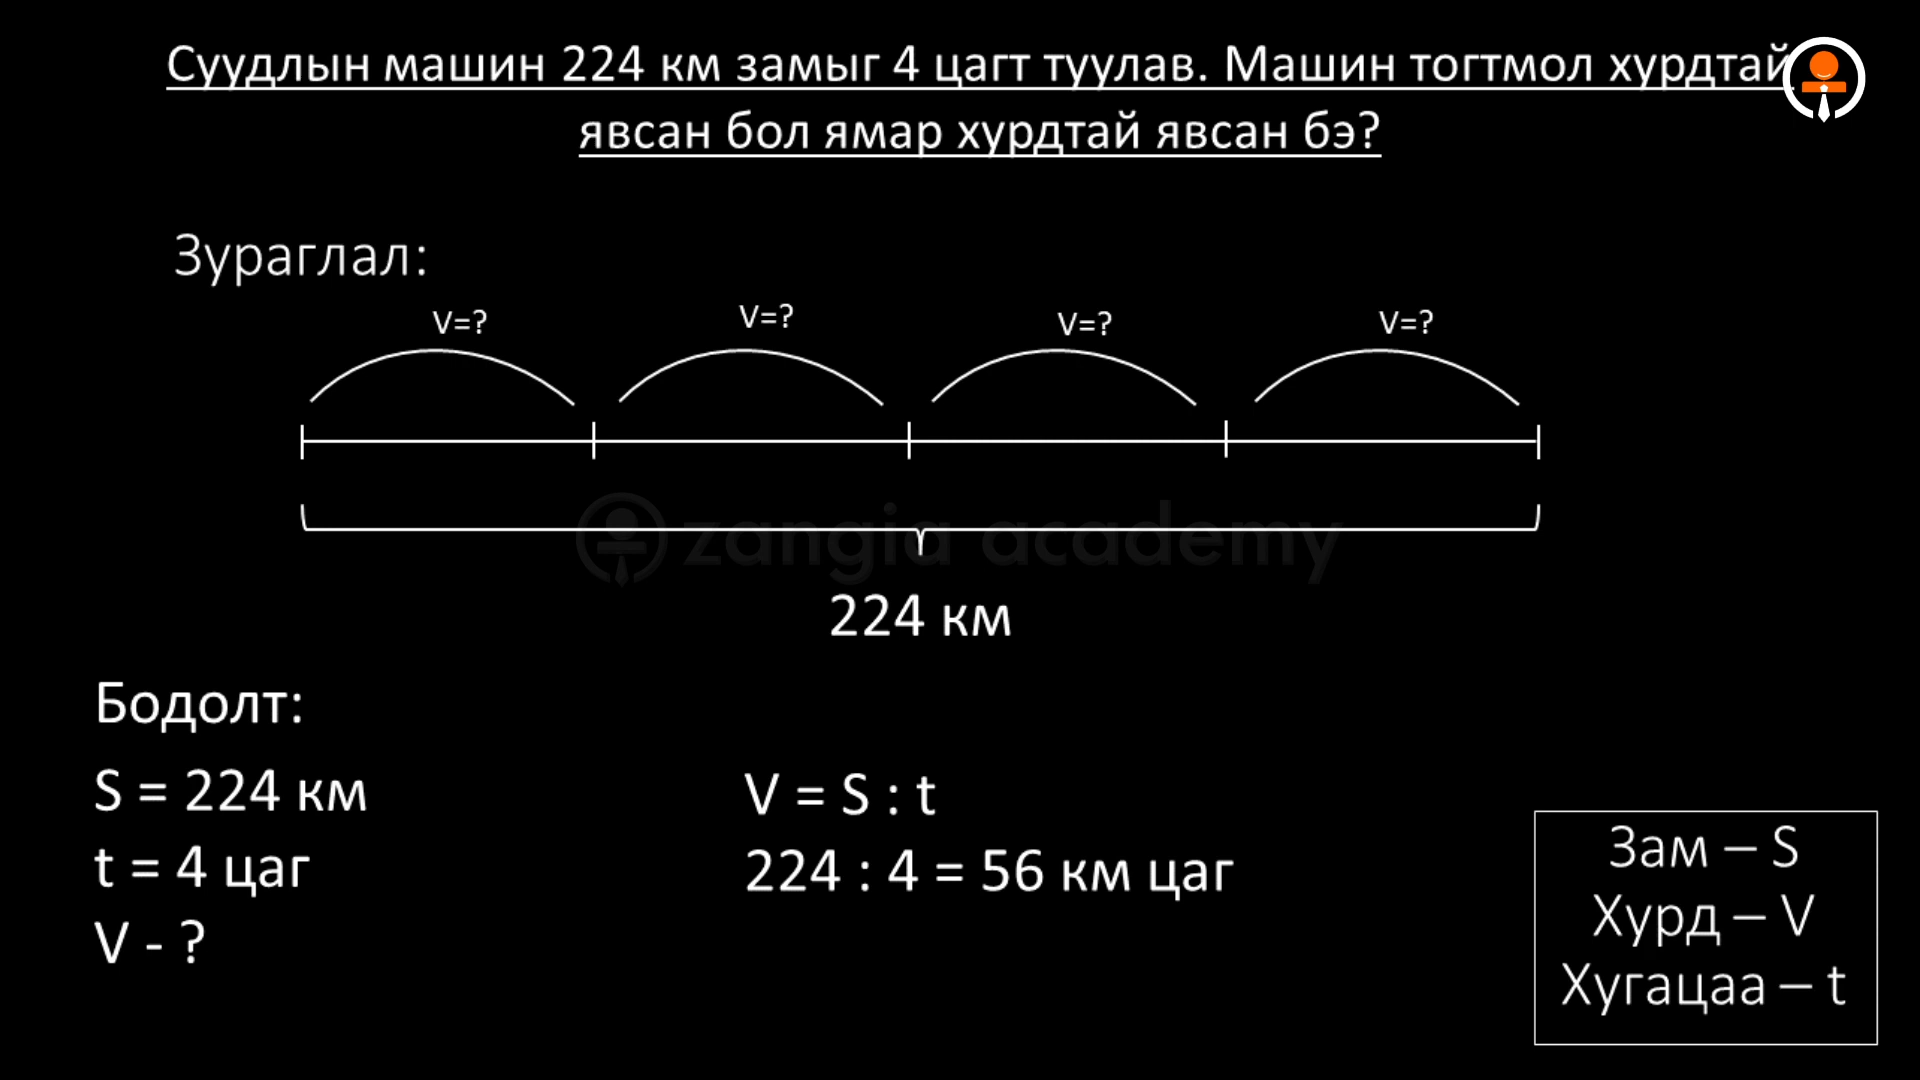 Суудлын машин 224 км замыг 4 цагт туулав. Машин тогтмол хурдтай
явсан бол ямар хурдтай явсан бэ?
Зураглал:
V=? V=? V=? V=?
zangia academy
224 км
Бодолт:
S = 224 км
t = 4 цаг
V - ?
V = S : t
224 : 4 = 56 км цаг
Зам – S
Хурд – V
Хугацаа – t